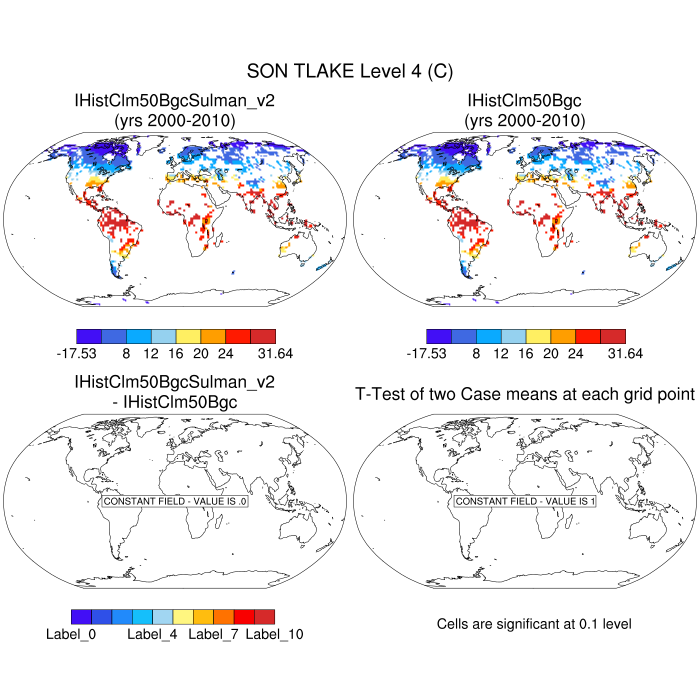 SON TLAKE Level 4 (C)
IHistClm50BgcSulman_v2
(yrs 2000-2010)
IHistClm50Bgc
(yrs 2000-2010)
-17.53 8 12 16 20 24 31.64
-17.53 8 12 16 20 24 31.64
IHistClm50BgcSulman_v2
- IHistClm50Bgc
T-Test of two Case means at each grid point
CONSTANT FIELD - VALUE IS .0
CONSTANT FIELD - VALUE IS 1
Label_0 Label_4 Label_7 Label_10
Cells are significant at 0.1 level